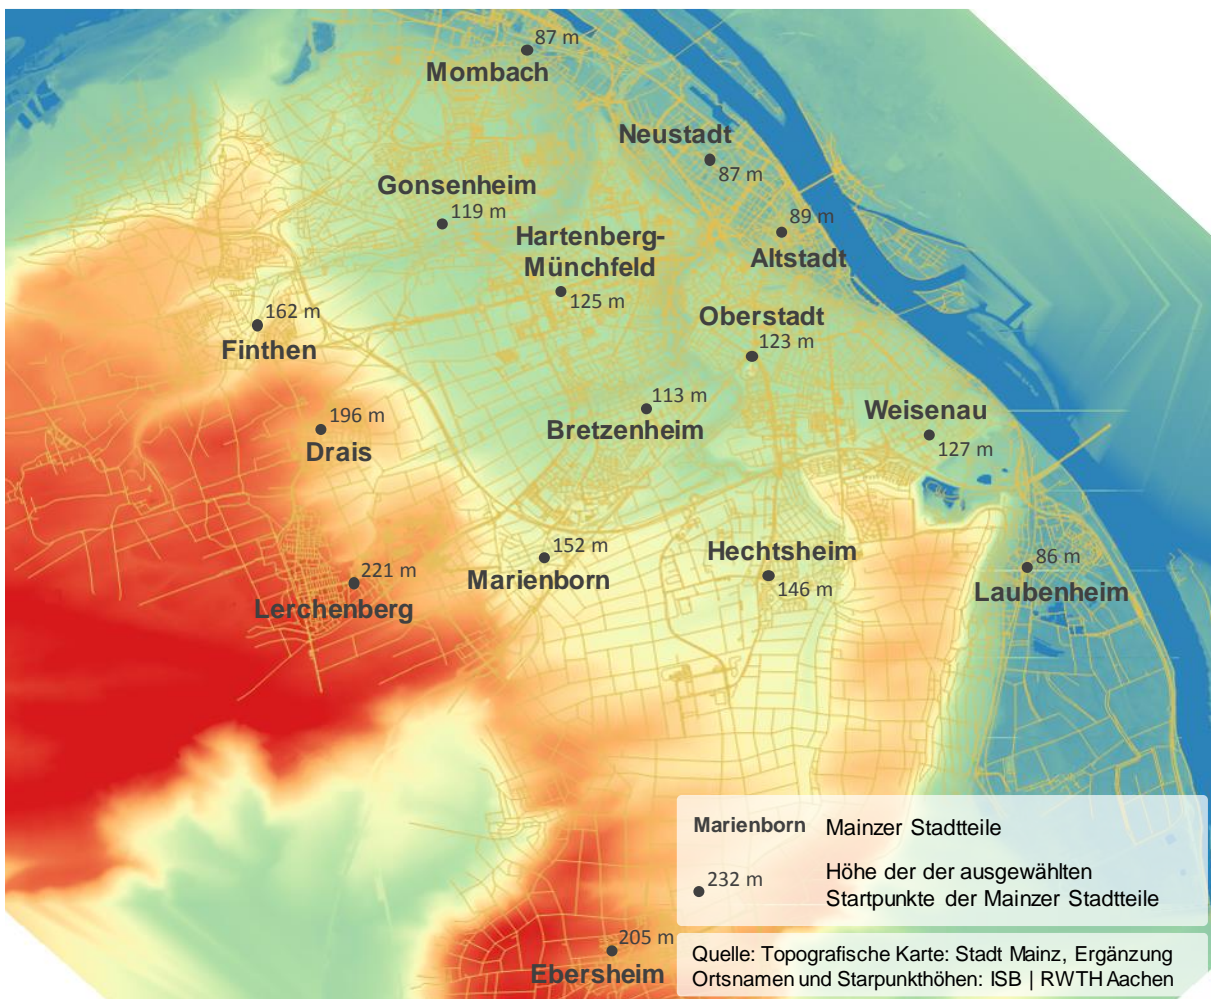 87 m
Mombach
Neustadt
87 m
Gonsenheim
119 m
89 m
Altstadt
Hartenberg-
Münchfeld
125 m
Oberstadt
123 m
162 m
Finthen
113 m
Bretzenheim
Weisenau
127 m
196 m
Drais
152 m
Marienborn
Hechtsheim
146 m
86 m
Laubenheim
221 m
Lerchenberg
205 m
Ebersheim
Marienborn Mainzer Stadtteile
232 m
Höhe der der ausgewählten
Startpunkte der Mainzer Stadtteile
Quelle: Topografische Karte: Stadt Mainz, Ergänzung
Ortsnamen und Starpunkthöhen: ISB | RWTH Aachen